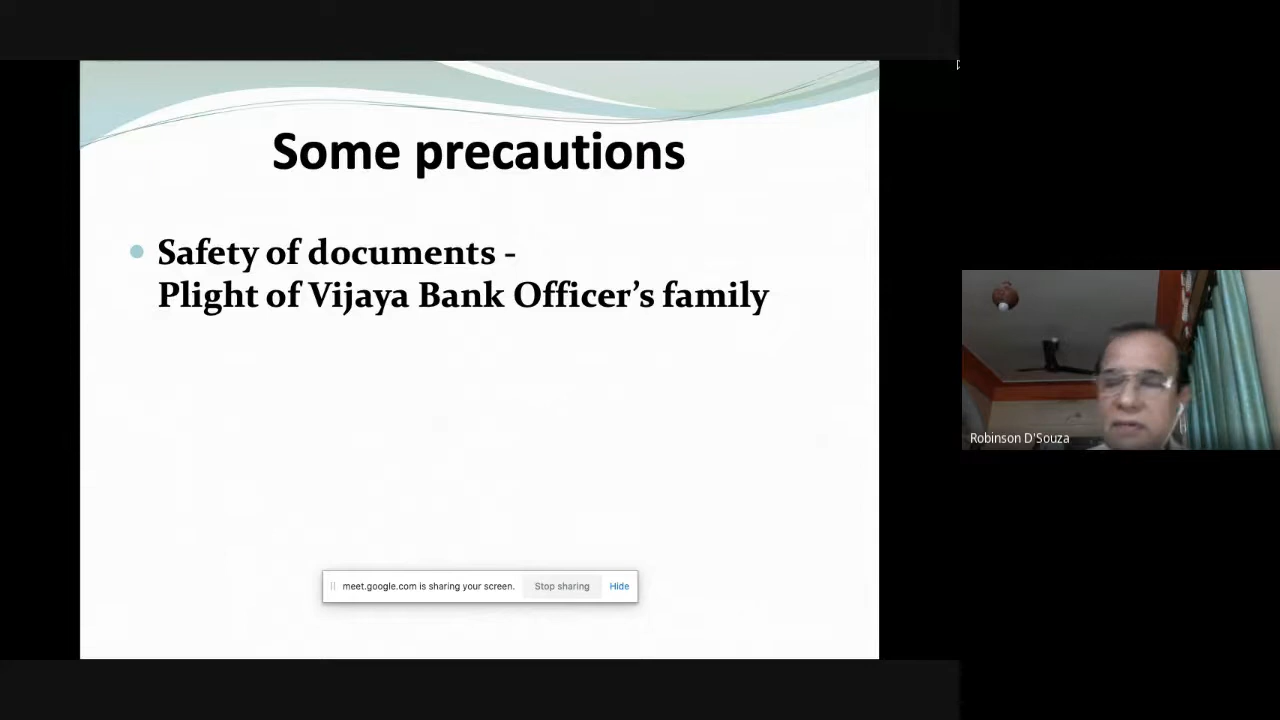 Some precautions
Safety of documents -
Plight of Vijaya Bank Officer’s family
meet.google.com is sharing your screen. Stop sharing Hide
Robinson D'Souza